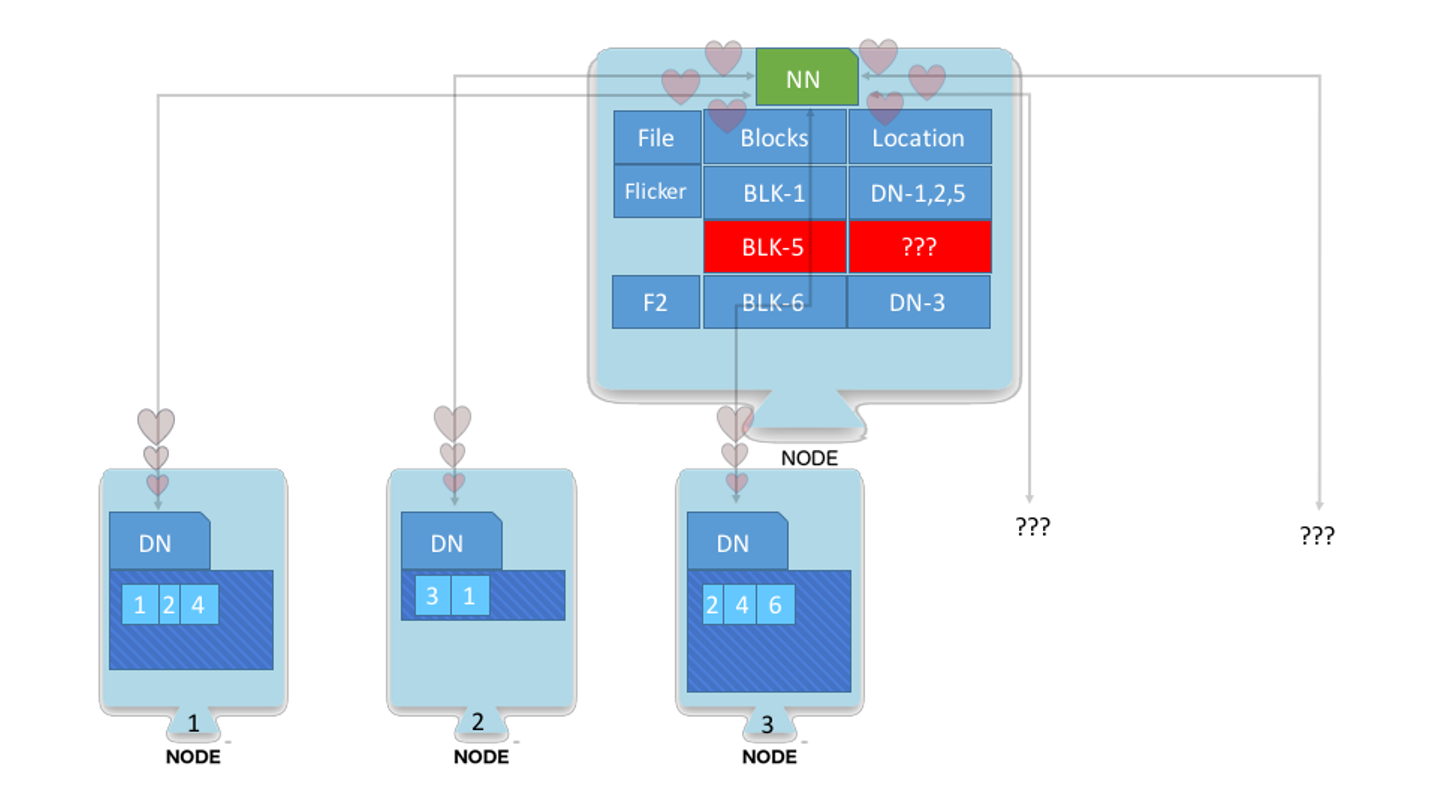 NN
File Blocks Location
Flicker BLK-1 DN-1,2,5
BLK-5 ???
F2 BLK-6 DN-3
NODE
??? ???
DN DN DN
1 2 4 3 1 2 4 6
1 2 3
NODE NODE NODE